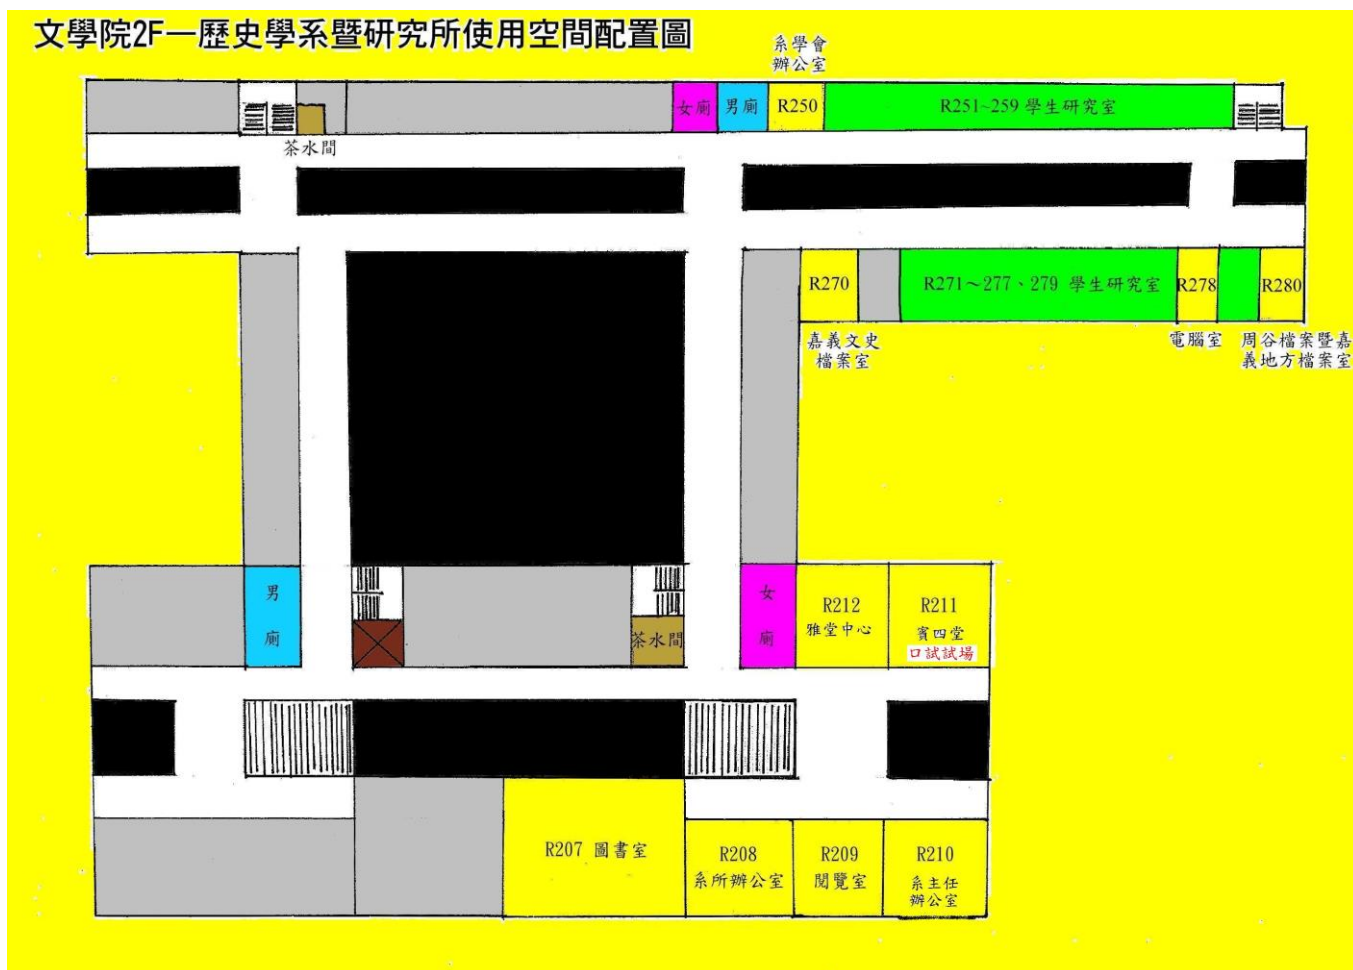 文學院2F—歷史學系暨研究所使用空間配置圖
系學會
辦公室
女廁
男廁
R250
R251~259 學生研究室
茶水間
R270
R271～277、279 學生研究室
R278
R280
嘉義文史
檔案室
電腦室
周谷檔案暨嘉
義地方檔案室
男
廁
茶水間
女
廁
R212
雅堂中心
R211
賓四堂
口試試場
R207 圖書室
R208
系所辦公室
R209
閱覽室
R210
系主任
辦公室